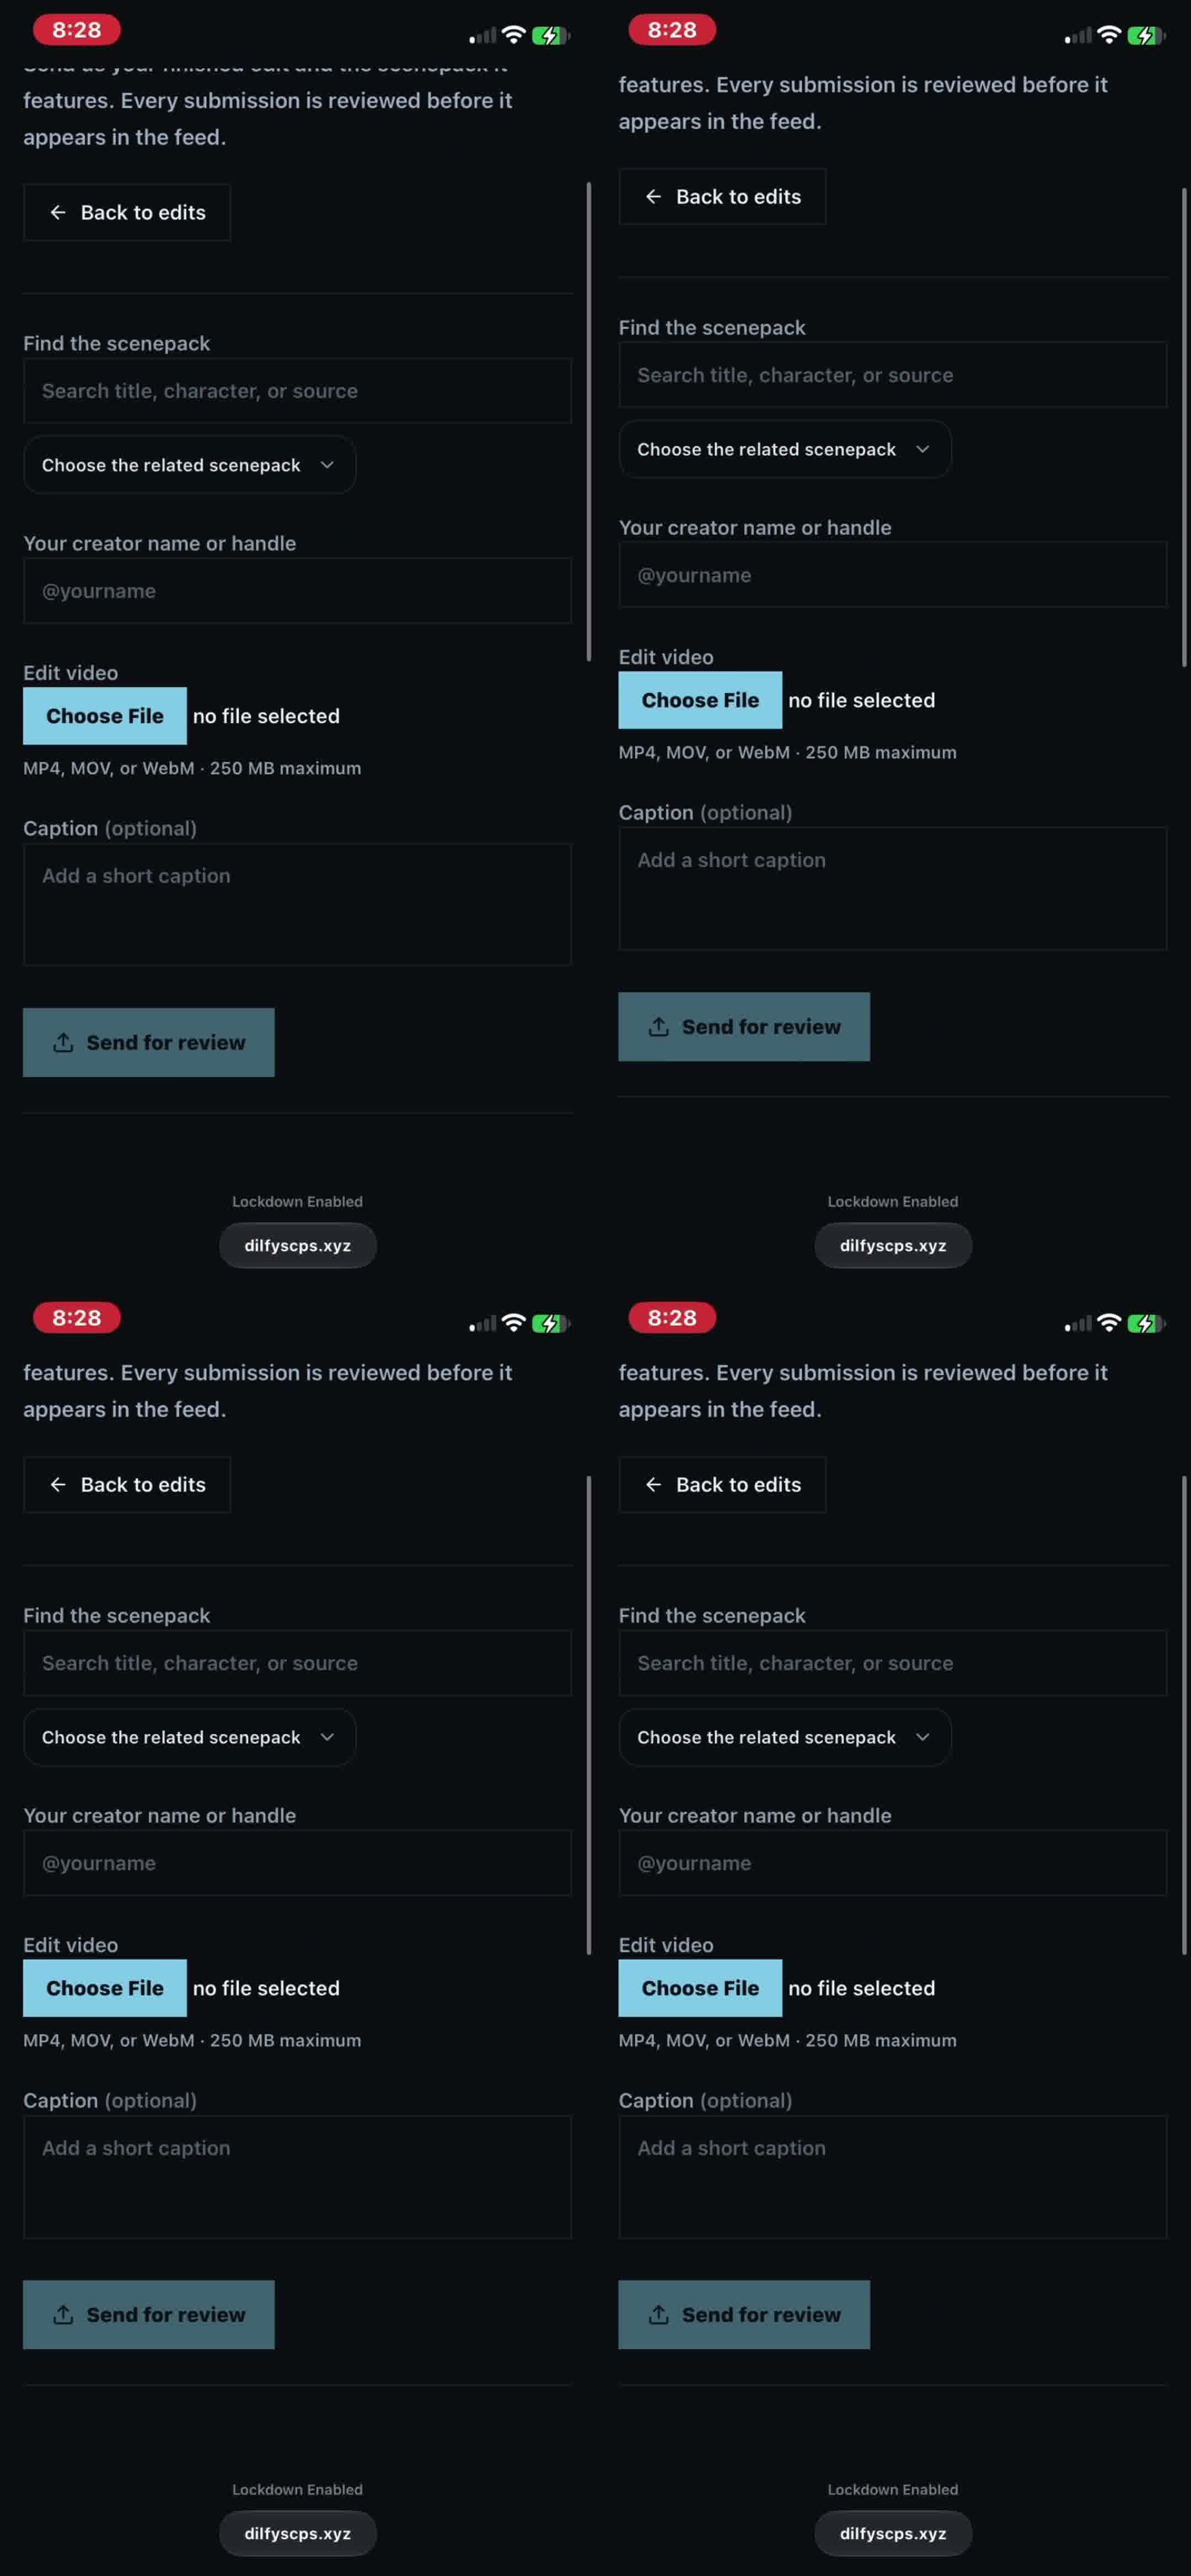 8:28
Send us your finished edit and the scenepack it
features. Every submission is reviewed before it
appears in the feed.
← Back to edits
Find the scenepack
Search title, character, or source
Choose the related scenepack
Your creator name or handle
@yourname
Edit video
Choose File no file selected
MP4, MOV, or WebM · 250 MB maximum
Caption (optional)
Add a short caption
Send for review
Lockdown Enabled
dilfyscps.xyz
8:28
features. Every submission is reviewed before it
appears in the feed.
← Back to edits
Find the scenepack
Search title, character, or source
Choose the related scenepack
Your creator name or handle
@yourname
Edit video
Choose File no file selected
MP4, MOV, or WebM · 250 MB maximum
Caption (optional)
Add a short caption
Send for review
Lockdown Enabled
dilfyscps.xyz
8:28
features. Every submission is reviewed before it
appears in the feed.
← Back to edits
Find the scenepack
Search title, character, or source
Choose the related scenepack
Your creator name or handle
@yourname
Edit video
Choose File no file selected
MP4, MOV, or WebM · 250 MB maximum
Caption (optional)
Add a short caption
Send for review
Lockdown Enabled
dilfyscps.xyz
8:28
features. Every submission is reviewed before it
appears in the feed.
← Back to edits
Find the scenepack
Search title, character, or source
Choose the related scenepack
Your creator name or handle
@yourname
Edit video
Choose File no file selected
MP4, MOV, or WebM · 250 MB maximum
Caption (optional)
Add a short caption
Send for review
Lockdown Enabled
dilfyscps.xyz